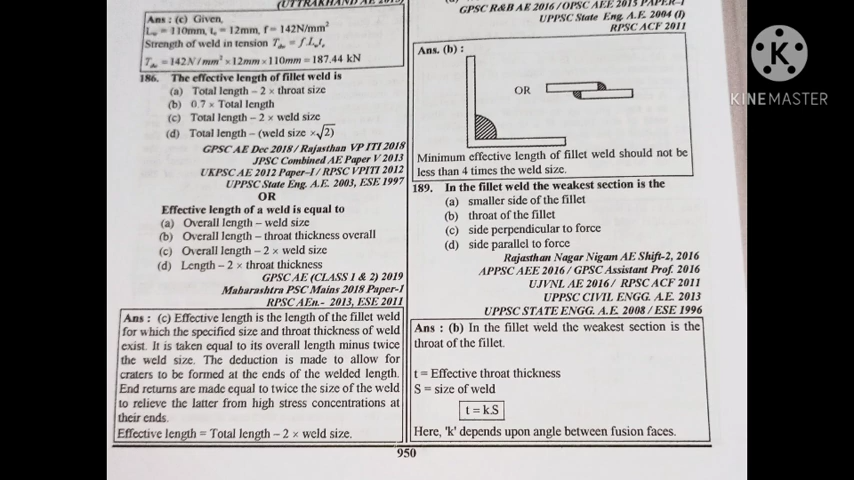 (UTTRAKHAND AE 2013)
Ans : (c) Given,
L_w = 110mm, t_e = 12mm, f = 142N/mm²
Strength of weld in tension T_dw = f.L_w t_e
T_dw = 142N/mm² × 12mm × 110mm = 187.44 kN
186. The effective length of fillet weld is
(a) Total length – 2 × throat size
(b) 0.7 × Total length
(c) Total length – 2 × weld size
(d) Total length – (weld size ×√2)
GPSC AE Dec 2018 / Rajasthan VP ITI 2018
JPSC Combined AE Paper V 2013
UKPSC AE 2012 Paper–I / RPSC VPITI 2012
UPPSC State Eng. A.E. 2003, ESE 1997
OR
Effective length of a weld is equal to
(a) Overall length – weld size
(b) Overall length – throat thickness overall
(c) Overall length – 2 × weld size
(d) Length – 2 × throat thickness
GPSC AE (CLASS 1 & 2) 2019
Maharashtra PSC Mains 2018 Paper-I
RPSC AEn.- 2013, ESE 2011
Ans : (c) Effective length is the length of the fillet weld
for which the specified size and throat thickness of weld
exist. It is taken equal to its overall length minus twice
the weld size. The deduction is made to allow for
craters to be formed at the ends of the welded length.
End returns are made equal to twice the size of the weld
to relieve the latter from high stress concentrations at
their ends.
Effective length = Total length – 2 × weld size.
GPSC R&B AE 2016 / OPSC AEE 2015 PAPER-I
UPPSC State Eng. A.E. 2004 (I)
RPSC ACF 2011
Ans. (b) :
OR
Minimum effective length of fillet weld should not be
less than 4 times the weld size.
189. In the fillet weld the weakest section is the
(a) smaller side of the fillet
(b) throat of the fillet
(c) side perpendicular to force
(d) side parallel to force
Rajasthan Nagar Nigam AE Shift-2, 2016
APPSC AEE 2016 / GPSC Assistant Prof. 2016
UJVNL AE 2016 / RPSC ACF 2011
UPPSC CIVIL ENGG. A.E. 2013
UPPSC STATE ENGG. A.E. 2008 / ESE 1996
Ans : (b) In the fillet weld the weakest section is the
throat of the fillet.
t = Effective throat thickness
S = size of weld
t = k.S
Here, 'k' depends upon angle between fusion faces.
950
K
KINEMASTER